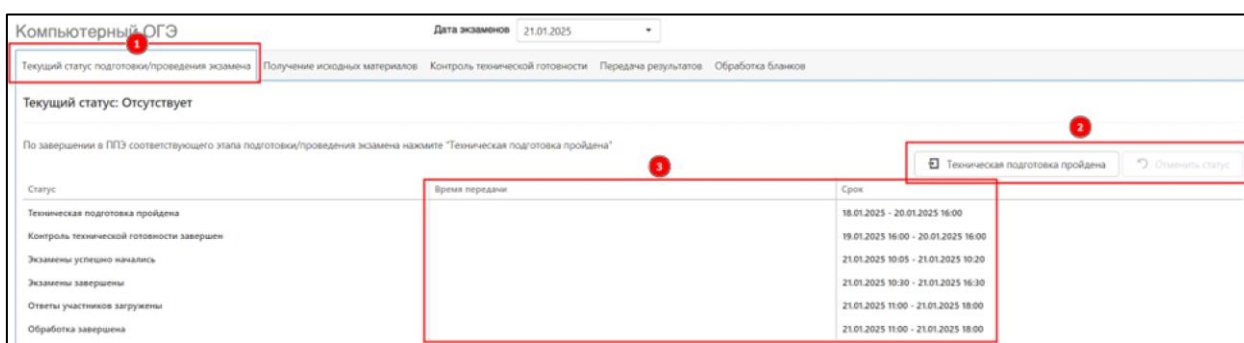 Компьютерный ОГЭ
Дата экзаменов 21.01.2025
1
Текущий статус подготовки/проведения экзамена Получение исходных материалов Контроль технической готовности Передача результатов Обработка бланков
Текущий статус: Отсутствует
2
По завершении в ППЭ соответствующего этапа подготовки/проведения экзамена нажмите "Техническая подготовка пройдена"
Техническая подготовка пройдена Отменить статус
3
Статус Время передачи Срок
Техническая подготовка пройдена 18.01.2025 - 20.01.2025 16:00
Контроль технической готовности завершен 19.01.2025 16:00 - 20.01.2025 16:00
Экзамены успешно начались 21.01.2025 10:05 - 21.01.2025 10:20
Экзамены завершены 21.01.2025 10:30 - 21.01.2025 16:30
Ответы участников загружены 21.01.2025 11:00 - 21.01.2025 18:00
Обработка завершена 21.01.2025 11:00 - 21.01.2025 18:00